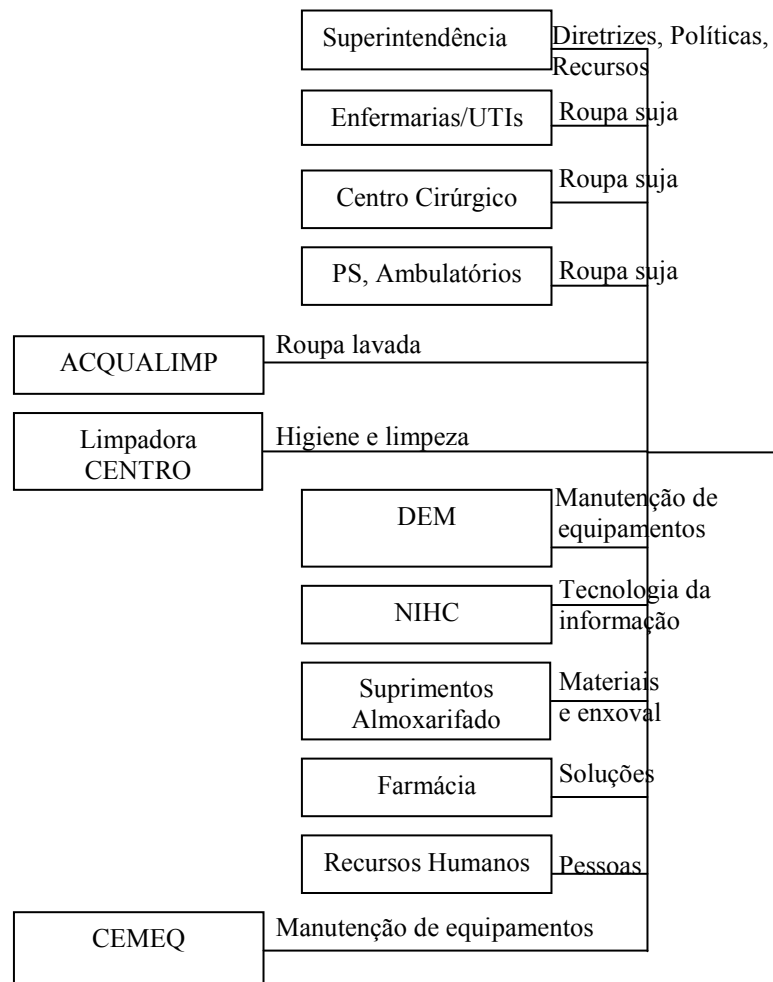 Superintendência
Diretrizes, Políticas,
Recursos
Enfermarias/UTIs
Roupa suja
Centro Cirúrgico
Roupa suja
PS, Ambulatórios
Roupa suja
ACQUALIMP
Roupa lavada
Limpadora
CENTRO
Higiene e limpeza
DEM
Manutenção de
equipamentos
NIHC
Tecnologia da
informação
Suprimentos
Almoxarifado
Materiais
e enxoval
Farmácia
Soluções
Recursos Humanos
Pessoas
CEMEQ
Manutenção de equipamentos